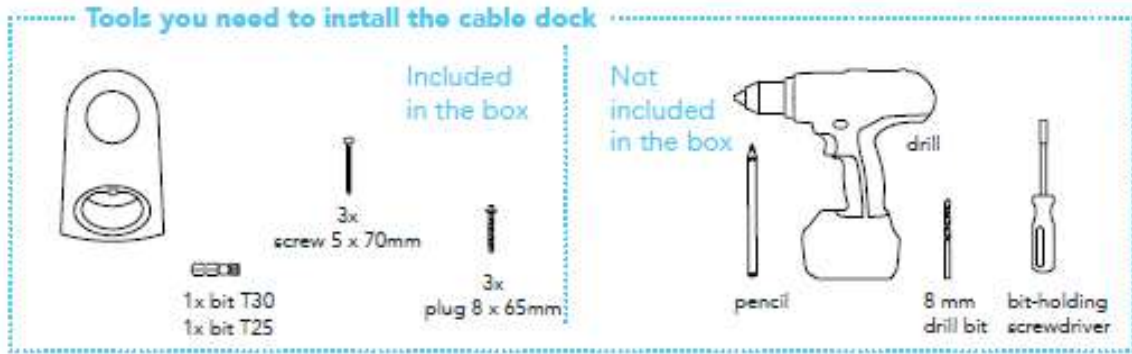 Tools you need to install the cable dock
Included
in the box
3x
screw 5 x 70mm
1x bit T30
1x bit T25
3x
plug 8 x 65mm
Not
included
in the box
drill
pencil
8 mm
drill bit
bit-holding
screwdriver